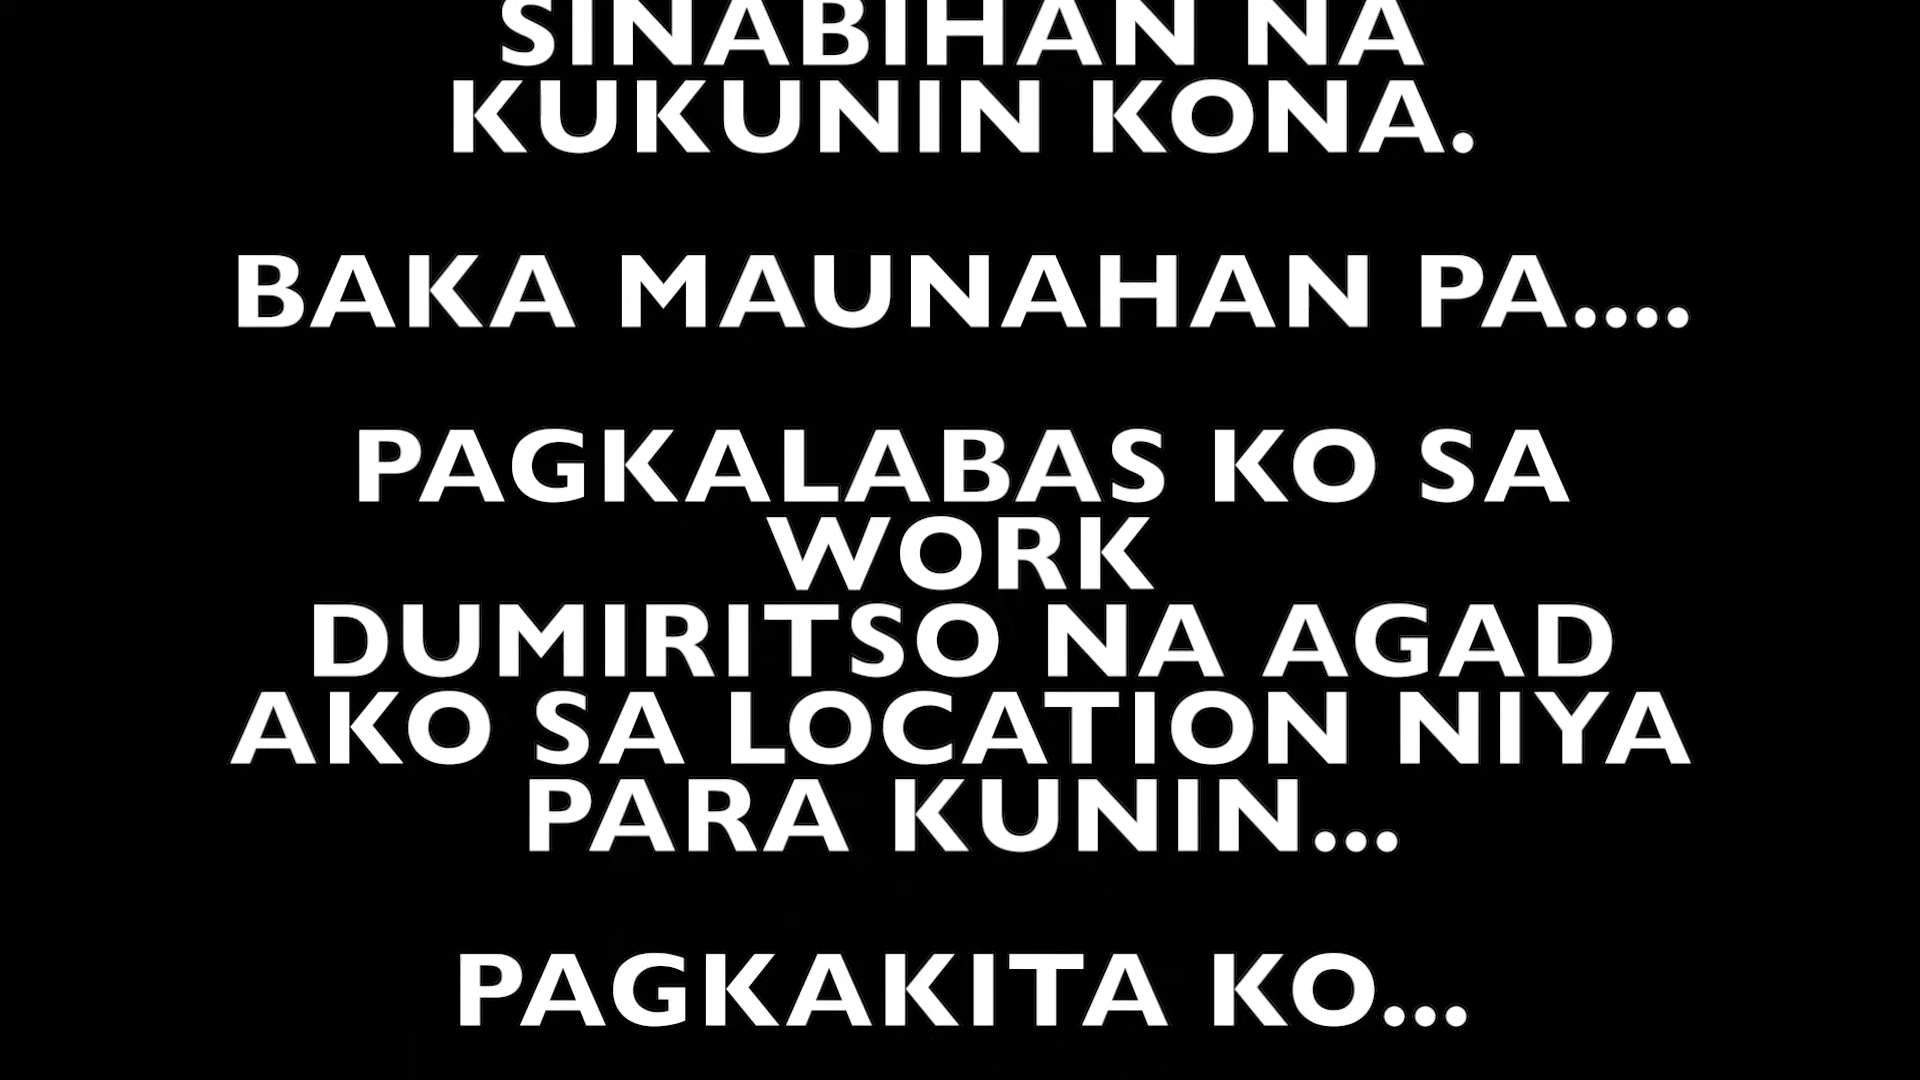 SINABIHAN NA
KUKUNIN KONA.
BAKA MAUNAHAN PA....
PAGKALABAS KO SA
WORK
DUMIRITSO NA AGAD
AKO SA LOCATION NIYA
PARA KUNIN...
PAGKAKITA KO...